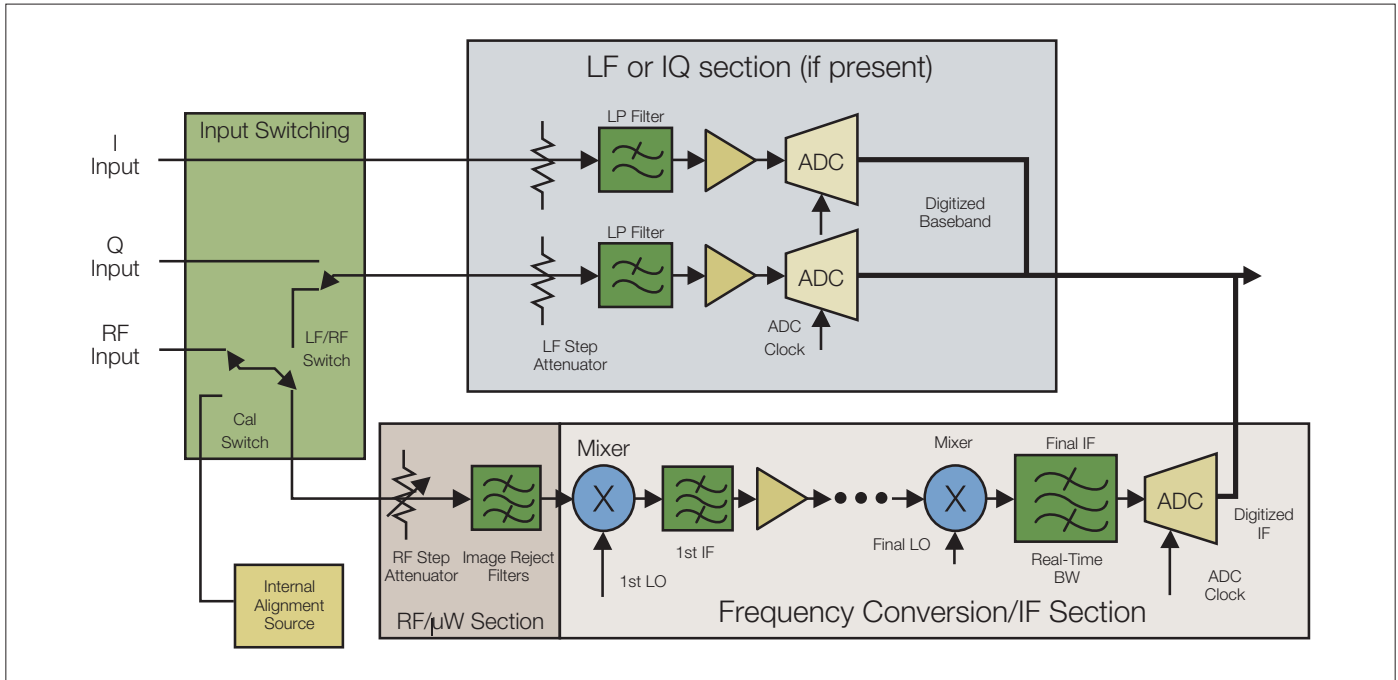 LF or IQ section (if present)
Input Switching
I
Input
LP Filter
ADC
Digitized
Baseband
Q
Input
LP Filter
ADC
RF
Input
LF/RF
Switch
LF Step
Attenuator
ADC
Clock
Cal
Switch
Mixer
1st IF
1st LO
X
Mixer
X
Final LO
Final IF
Real-Time
BW
ADC
Digitized
IF
ADC
Clock
RF Step
Attenuator
Image Reject
Filters
RF/µW Section
Frequency Conversion/IF Section
Internal
Alignment
Source